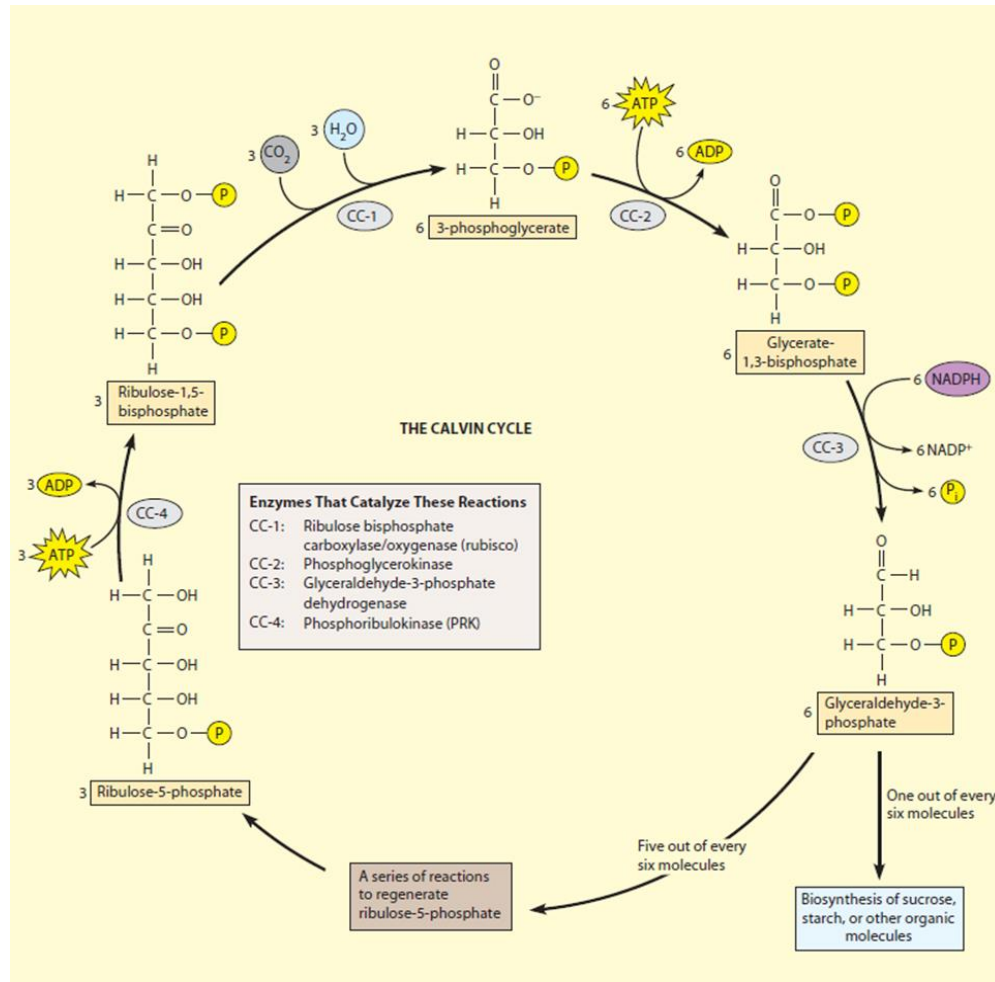 O
C—O⁻
H—C—OH
H—C—O—P
H
6 3-phosphoglycerate
3 CO₂
3 H₂O
CC-1
6 ATP
6 ADP
CC-2
O
C—O—P
H—C—OH
H—C—O—P
H
6 Glycerate-
1,3-bisphosphate
H
H—C—O—P
C=O
H—C—OH
H—C—OH
H—C—O—P
H
3 Ribulose-1,5-
bisphosphate
THE CALVIN CYCLE
6 NADPH
CC-3
6 NADP⁺
6 Pᵢ
3 ADP
CC-4
3 ATP
Enzymes That Catalyze These Reactions
CC-1: Ribulose bisphosphate
carboxylase/oxygenase (rubisco)
CC-2: Phosphoglycerokinase
CC-3: Glyceraldehyde-3-phosphate
dehydrogenase
CC-4: Phosphoribulokinase (PRK)
O
C—H
H—C—OH
H—C—O—P
H
6 Glyceraldehyde-3-
phosphate
H
H—C—OH
C=O
H—C—OH
H—C—OH
H—C—O—P
H
3 Ribulose-5-phosphate
One out of every
six molecules
Five out of every
six molecules
A series of reactions
to regenerate
ribulose-5-phosphate
Biosynthesis of sucrose,
starch, or other organic
molecules